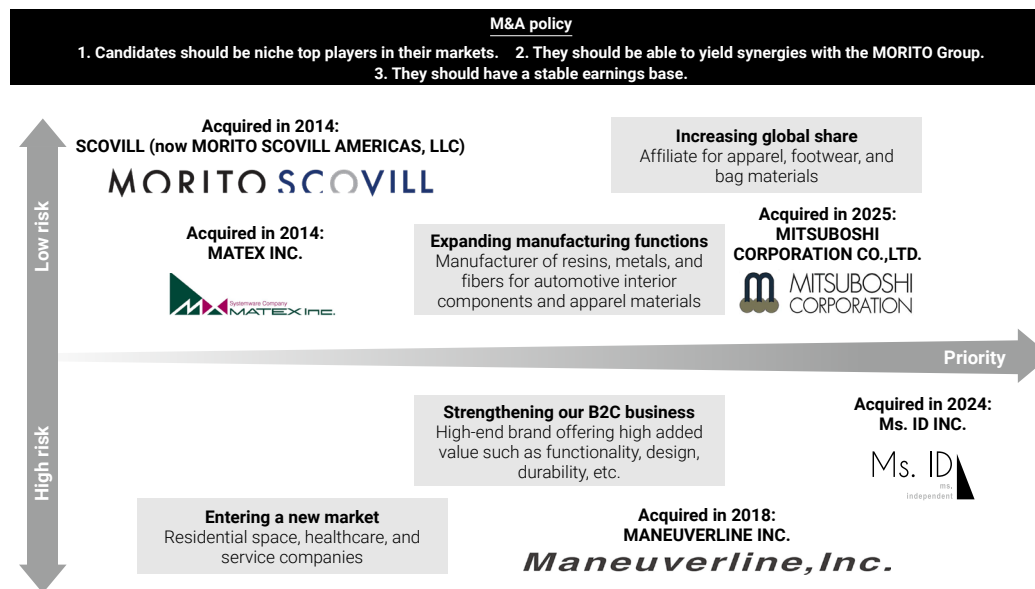 M&A policy
1. Candidates should be niche top players in their markets. 2. They should be able to yield synergies with the MORITO Group.
3. They should have a stable earnings base.
Low risk
High risk
Priority
Acquired in 2014:
SCOVILL (now MORITO SCOVILL AMERICAS, LLC)
MORITO SCOVILL
Increasing global share
Affiliate for apparel, footwear, and
bag materials
Acquired in 2014:
MATEX INC.
Systemware Company
MATEX INC.
Expanding manufacturing functions
Manufacturer of resins, metals, and
fibers for automotive interior
components and apparel materials
Acquired in 2025:
MITSUBOSHI
CORPORATION CO.,LTD.
MITSUBOSHI
CORPORATION
Strengthening our B2C business
High-end brand offering high added
value such as functionality, design,
durability, etc.
Acquired in 2024:
Ms. ID INC.
Ms. ID
ms.
independent
Entering a new market
Residential space, healthcare, and
service companies
Acquired in 2018:
MANEUVERLINE INC.
Maneuverline,Inc.